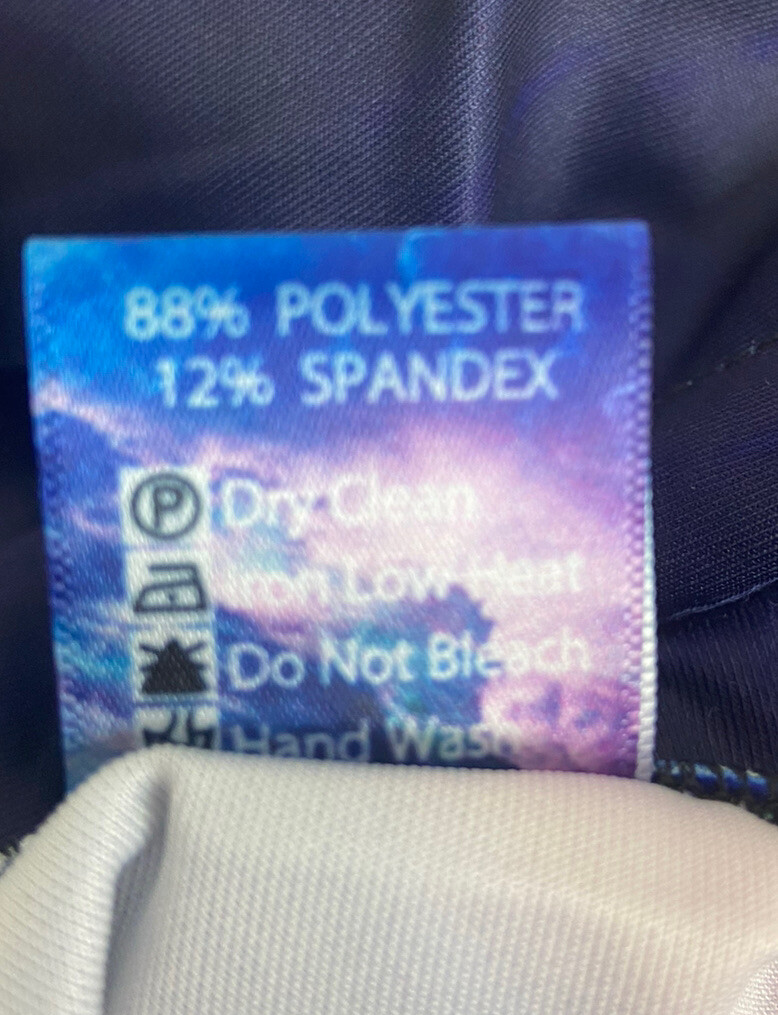 88% POLYESTER
12% SPANDEX
P Dry Clean
Iron Low Heat
Do Not Bleach
Hand Wash